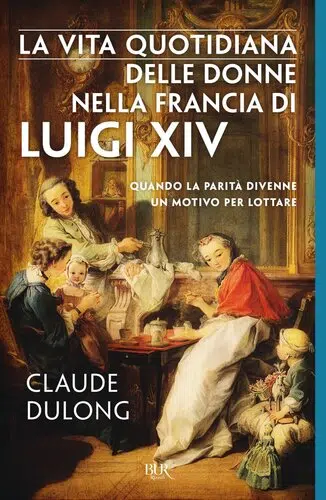 LA VITA QUOTIDIANA
DELLE DONNE
NELLA FRANCIA DI
LUIGI XIV
QUANDO LA PARITÀ DIVENNE
UN MOTIVO PER LOTTARE
CLAUDE
DULONG
BUR
Rizzoli